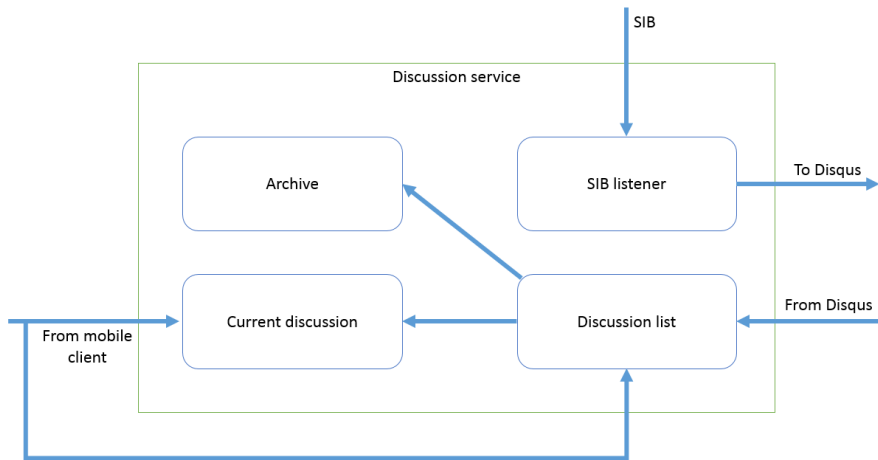 SIB
Discussion service
Archive
SIB listener
To Disqus
Current discussion
Discussion list
From Disqus
From mobile
client